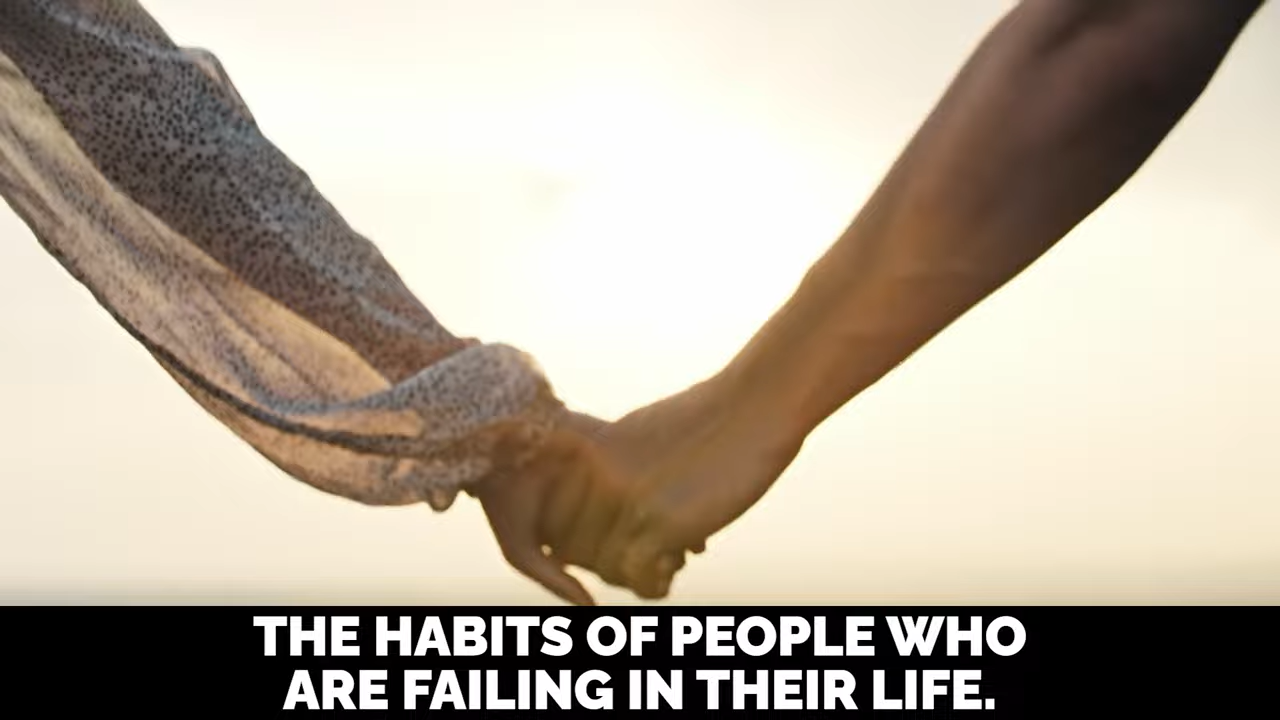 THE HABITS OF PEOPLE WHO
ARE FAILING IN THEIR LIFE.